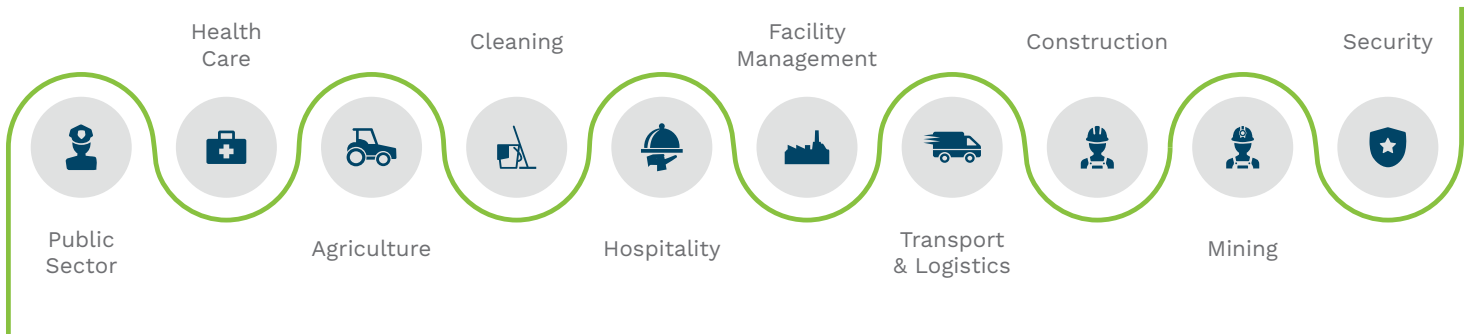 Public
Sector
Health
Care
Agriculture
Cleaning
Hospitality
Facility
Management
Transport
& Logistics
Construction
Mining
Security